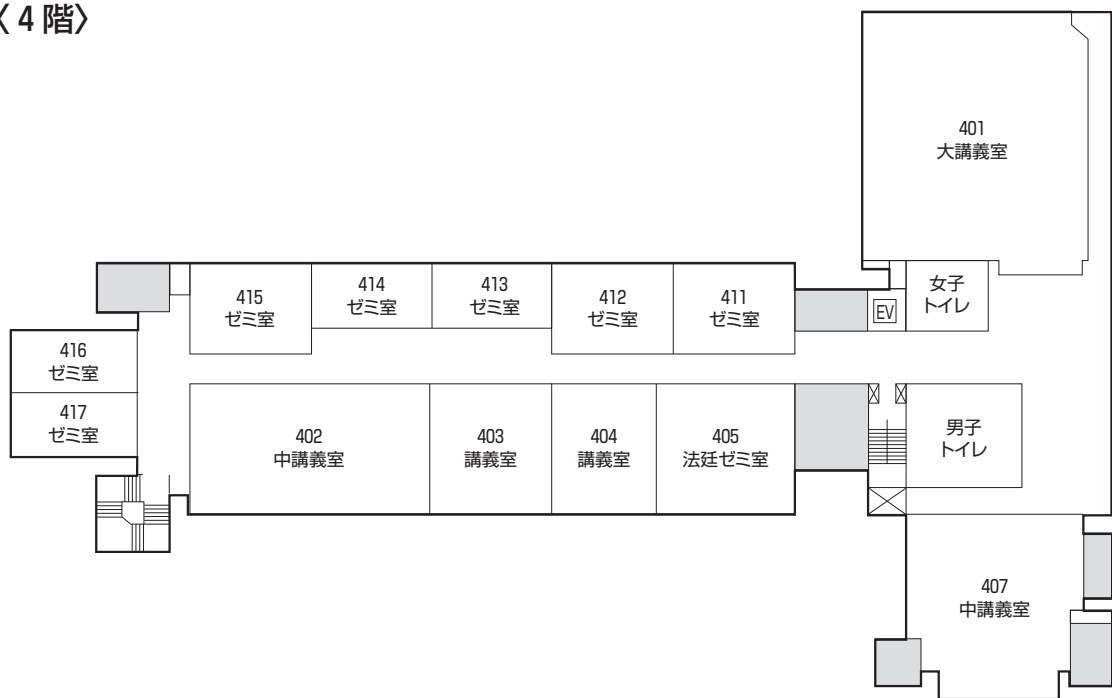 〈4階〉
401
大講義室
女子
トイレ
EV
415
ゼミ室
414
ゼミ室
413
ゼミ室
412
ゼミ室
411
ゼミ室
416
ゼミ室
417
ゼミ室
402
中講義室
403
講義室
404
講義室
405
法廷ゼミ室
男子
トイレ
407
中講義室